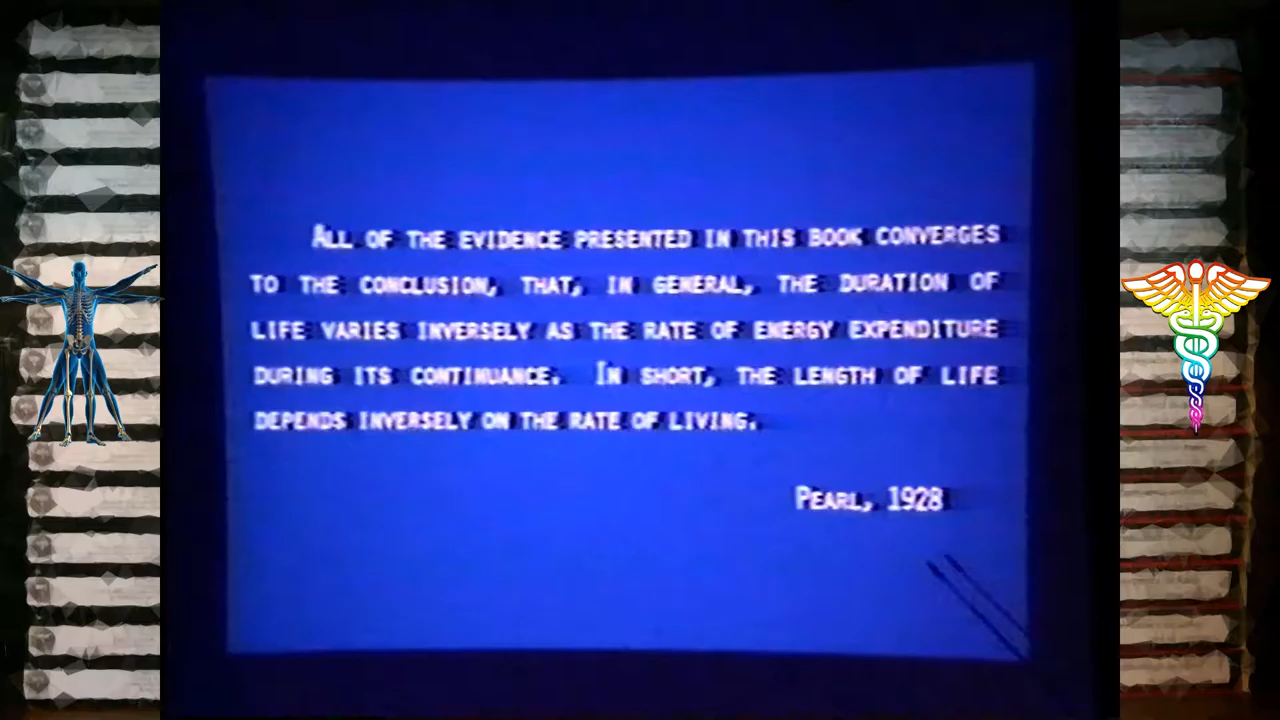 All of the evidence presented in this book converges
to the conclusion, that, in general, the duration of
life varies inversely as the rate of energy expenditure
during its continuance. In short, the length of life
depends inversely on the rate of living.
Pearl, 1928